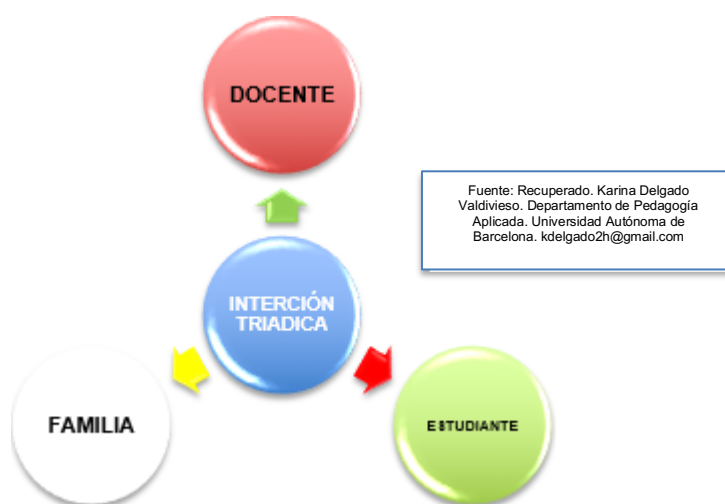 DOCENTE
Fuente: Recuperado. Karina Delgado
Valdivieso. Departamento de Pedagogía
Aplicada. Universidad Autónoma de
Barcelona. kdelgado2h@gmail.com
INTERCIÓN
TRIADICA
FAMILIA
ESTUDIANTE